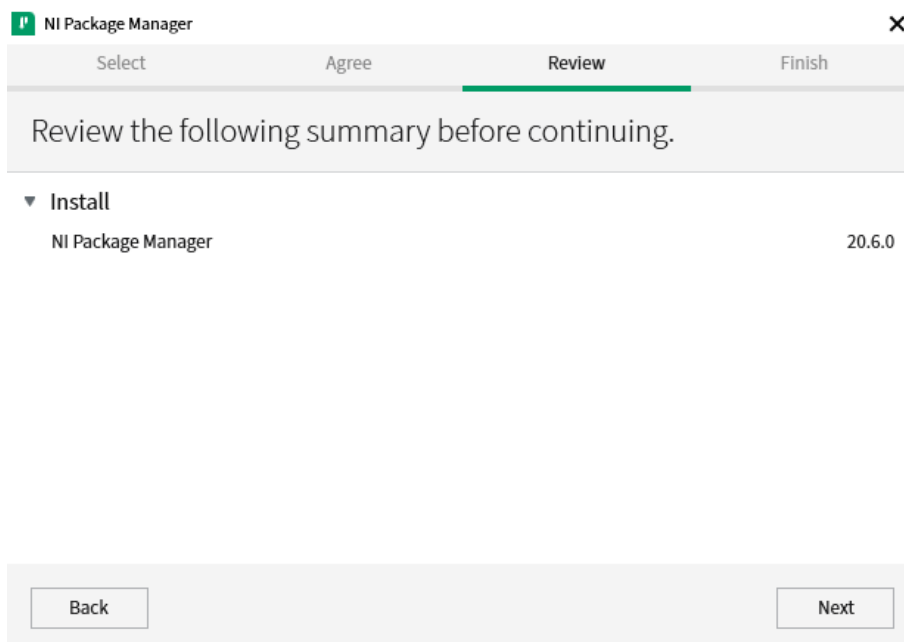 NI Package Manager
Select Agree Review Finish
Review the following summary before continuing.
Install
NI Package Manager 20.6.0
Back Next